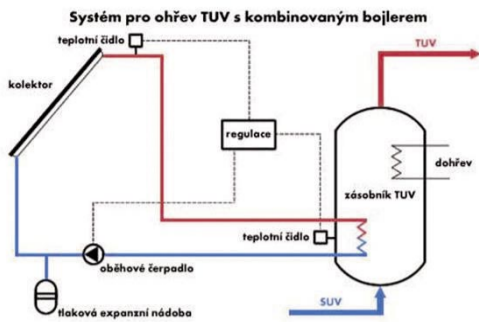 Systém pro ohřev TUV s kombinovaným bojlerem
teplotní čidlo
TUV
kolektor
regulace
dohřev
zásobník TUV
teplotní čidlo
oběhové čerpadlo
SUV
tlaková expanzní nádoba